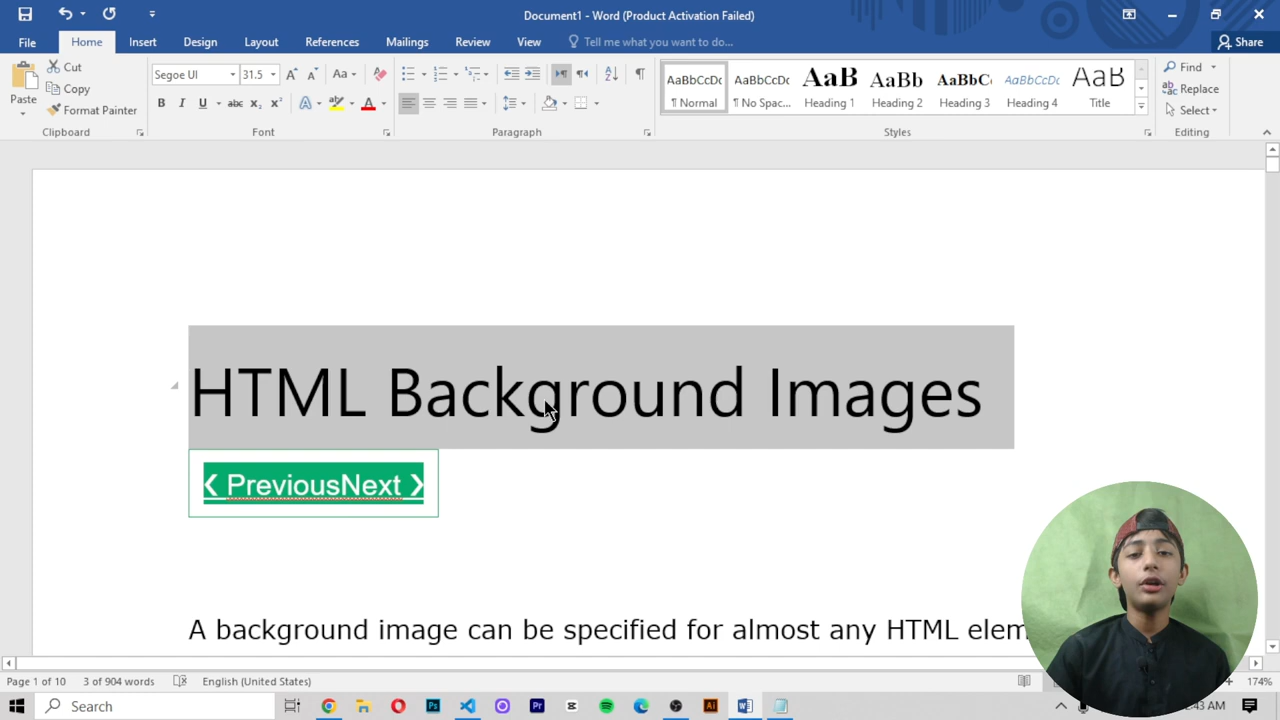 Document1 - Word (Product Activation Failed)
File Home Insert Design Layout References Mailings Review View Tell me what you want to do... Share
Paste Cut Copy Format Painter
Clipboard
Segoe UI 31.5
Font
Paragraph
AaBbCcDc AaBbCcDc AaB AaBb AaBbC AaBbCcDc AaB
¶ Normal ¶ No Spac... Heading 1 Heading 2 Heading 3 Heading 4 Title
Styles
Find Replace Select
Editing
HTML Background Images
❮ PreviousNext ❯
A background image can be specified for almost any HTML elem
Page 1 of 10 3 of 904 words English (United States) 174%
Search :43 AM